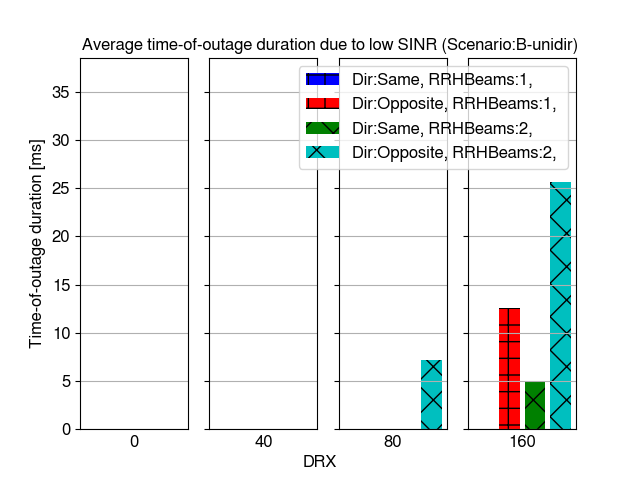 Average time-of-outage duration due to low SINR (Scenario:B-unidir)
Dir:Same, RRHBeams:1,
Dir:Opposite, RRHBeams:1,
Dir:Same, RRHBeams:2,
Dir:Opposite, RRHBeams:2,
Time-of-outage duration [ms]
35
30
25
20
15
10
5
0
0 40 80 160
DRX